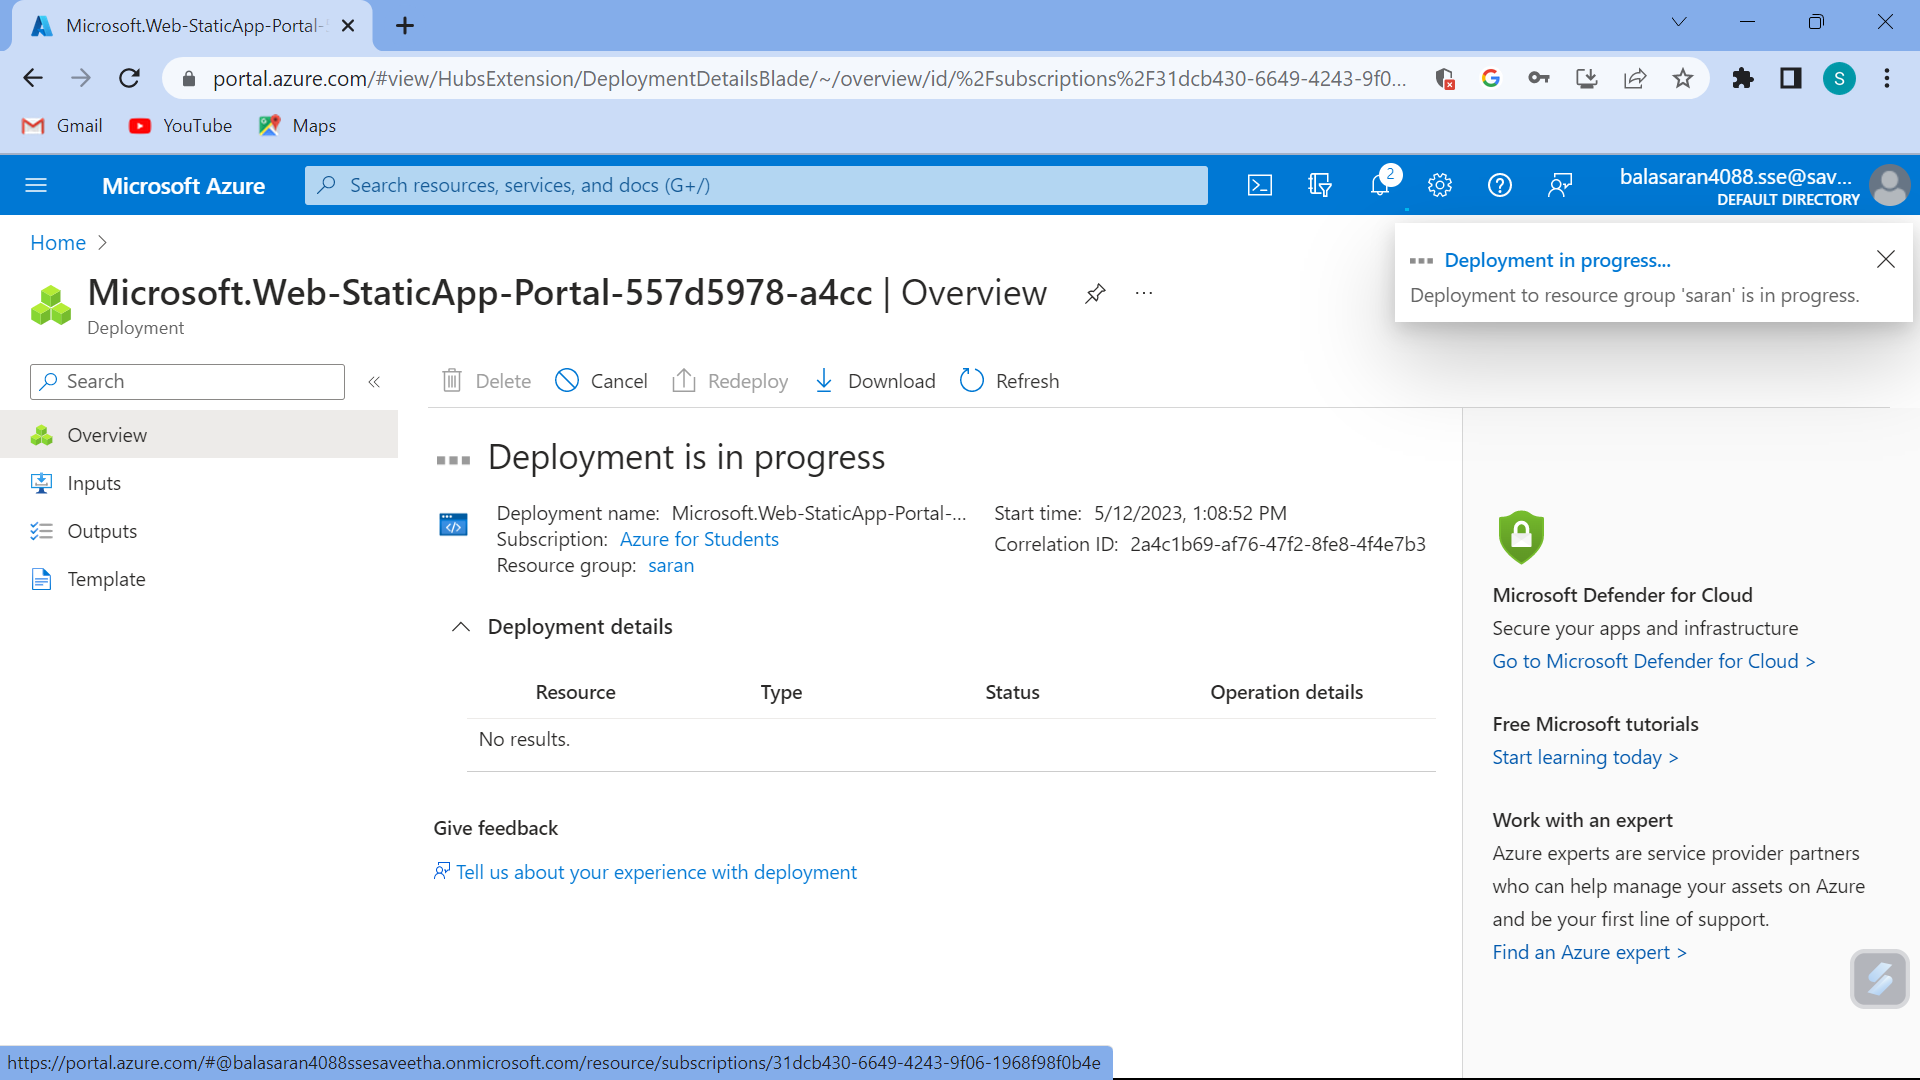 Microsoft.Web-StaticApp-Portal-
portal.azure.com/#view/HubsExtension/DeploymentDetailsBlade/~/overview/id/%2Fsubscriptions%2F31dcb430-6649-4243-9f0...
S
Gmail
YouTube
Maps
Microsoft Azure
Search resources, services, and docs (G+/)
2
balasaran4088.sse@sav...
DEFAULT DIRECTORY
Home
Deployment in progress...
Deployment to resource group 'saran' is in progress.
Microsoft.Web-StaticApp-Portal-557d5978-a4cc | Overview
Deployment
Search
Delete
Cancel
Redeploy
Download
Refresh
Overview
Inputs
Outputs
Template
Deployment is in progress
Deployment name: Microsoft.Web-StaticApp-Portal-...
Subscription: Azure for Students
Resource group: saran
Start time: 5/12/2023, 1:08:52 PM
Correlation ID: 2a4c1b69-af76-47f2-8fe8-4f4e7b3
Deployment details
Resource Type Status Operation details
No results.
Give feedback
Tell us about your experience with deployment
Microsoft Defender for Cloud
Secure your apps and infrastructure
Go to Microsoft Defender for Cloud >
Free Microsoft tutorials
Start learning today >
Work with an expert
Azure experts are service provider partners
who can help manage your assets on Azure
and be your first line of support.
Find an Azure expert >
https://portal.azure.com/#@balasaran4088ssesaveetha.onmicrosoft.com/resource/subscriptions/31dcb430-6649-4243-9f06-1968f98f0b4e